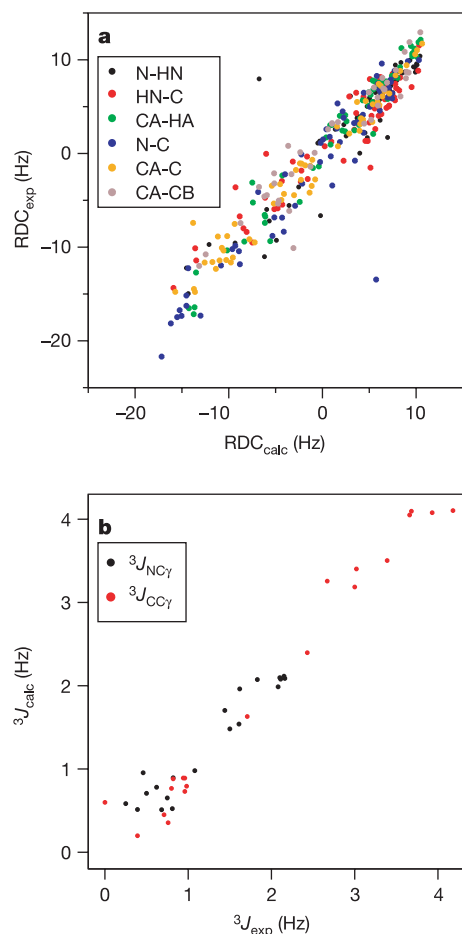 a
N-HN
HN-C
CA-HA
N-C
CA-C
CA-CB
10
0
−10
−20
RDCexp (Hz)
−20 −10 0 10
RDCcalc (Hz)
b
3JNCγ
3JCCγ
4
3
2
1
0
3Jcalc (Hz)
0 1 2 3 4
3Jexp (Hz)